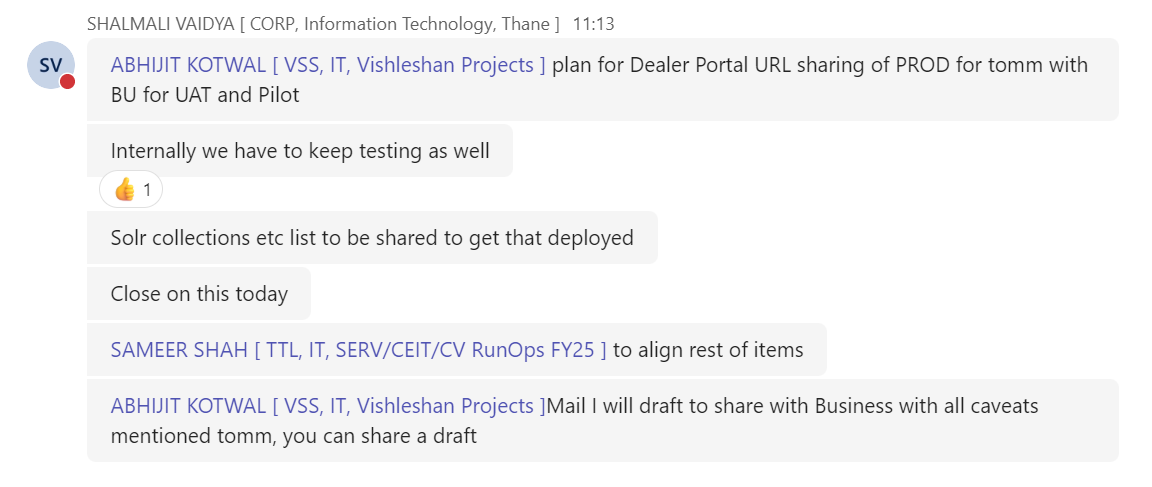 SHALMALI VAIDYA [ CORP, Information Technology, Thane ] 11:13
SV
ABHIJIT KOTWAL [ VSS, IT, Vishleshan Projects ] plan for Dealer Portal URL sharing of PROD for tomm with
BU for UAT and Pilot
Internally we have to keep testing as well
👍 1
Solr collections etc list to be shared to get that deployed
Close on this today
SAMEER SHAH [ TTL, IT, SERV/CEIT/CV RunOps FY25 ] to align rest of items
ABHIJIT KOTWAL [ VSS, IT, Vishleshan Projects ]Mail I will draft to share with Business with all caveats
mentioned tomm, you can share a draft